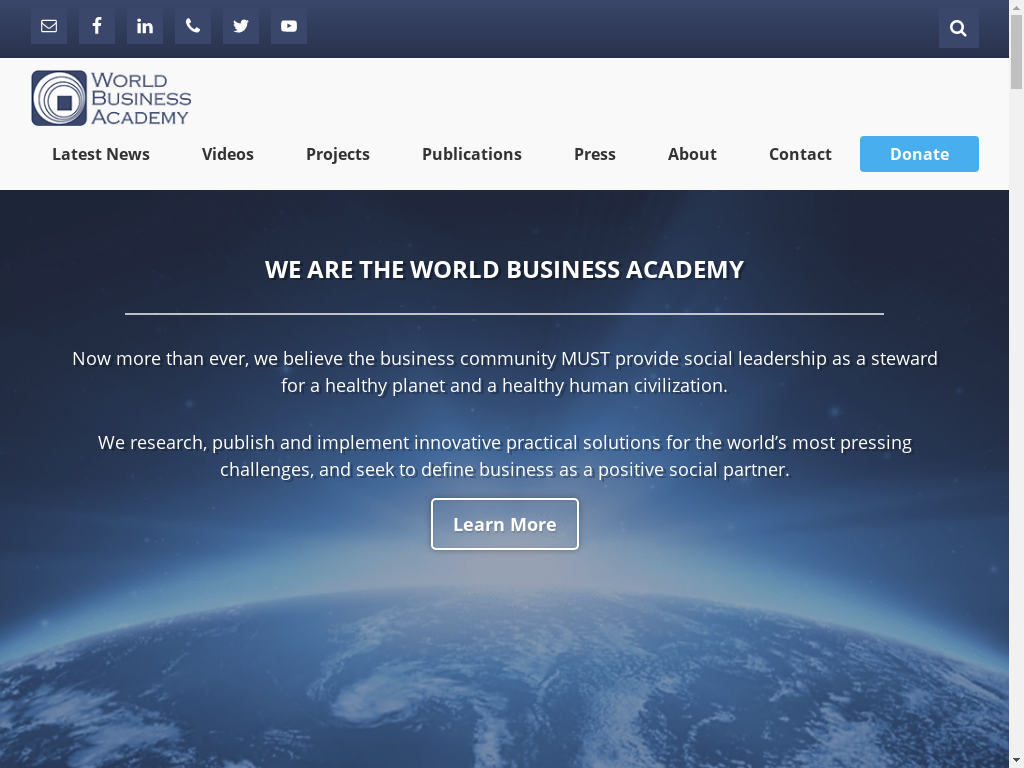 WORLD
BUSINESS
ACADEMY
Latest News Videos Projects Publications Press About Contact Donate
WE ARE THE WORLD BUSINESS ACADEMY
Now more than ever, we believe the business community MUST provide social leadership as a steward
for a healthy planet and a healthy human civilization.
We research, publish and implement innovative practical solutions for the world’s most pressing
challenges, and seek to define business as a positive social partner.
Learn More